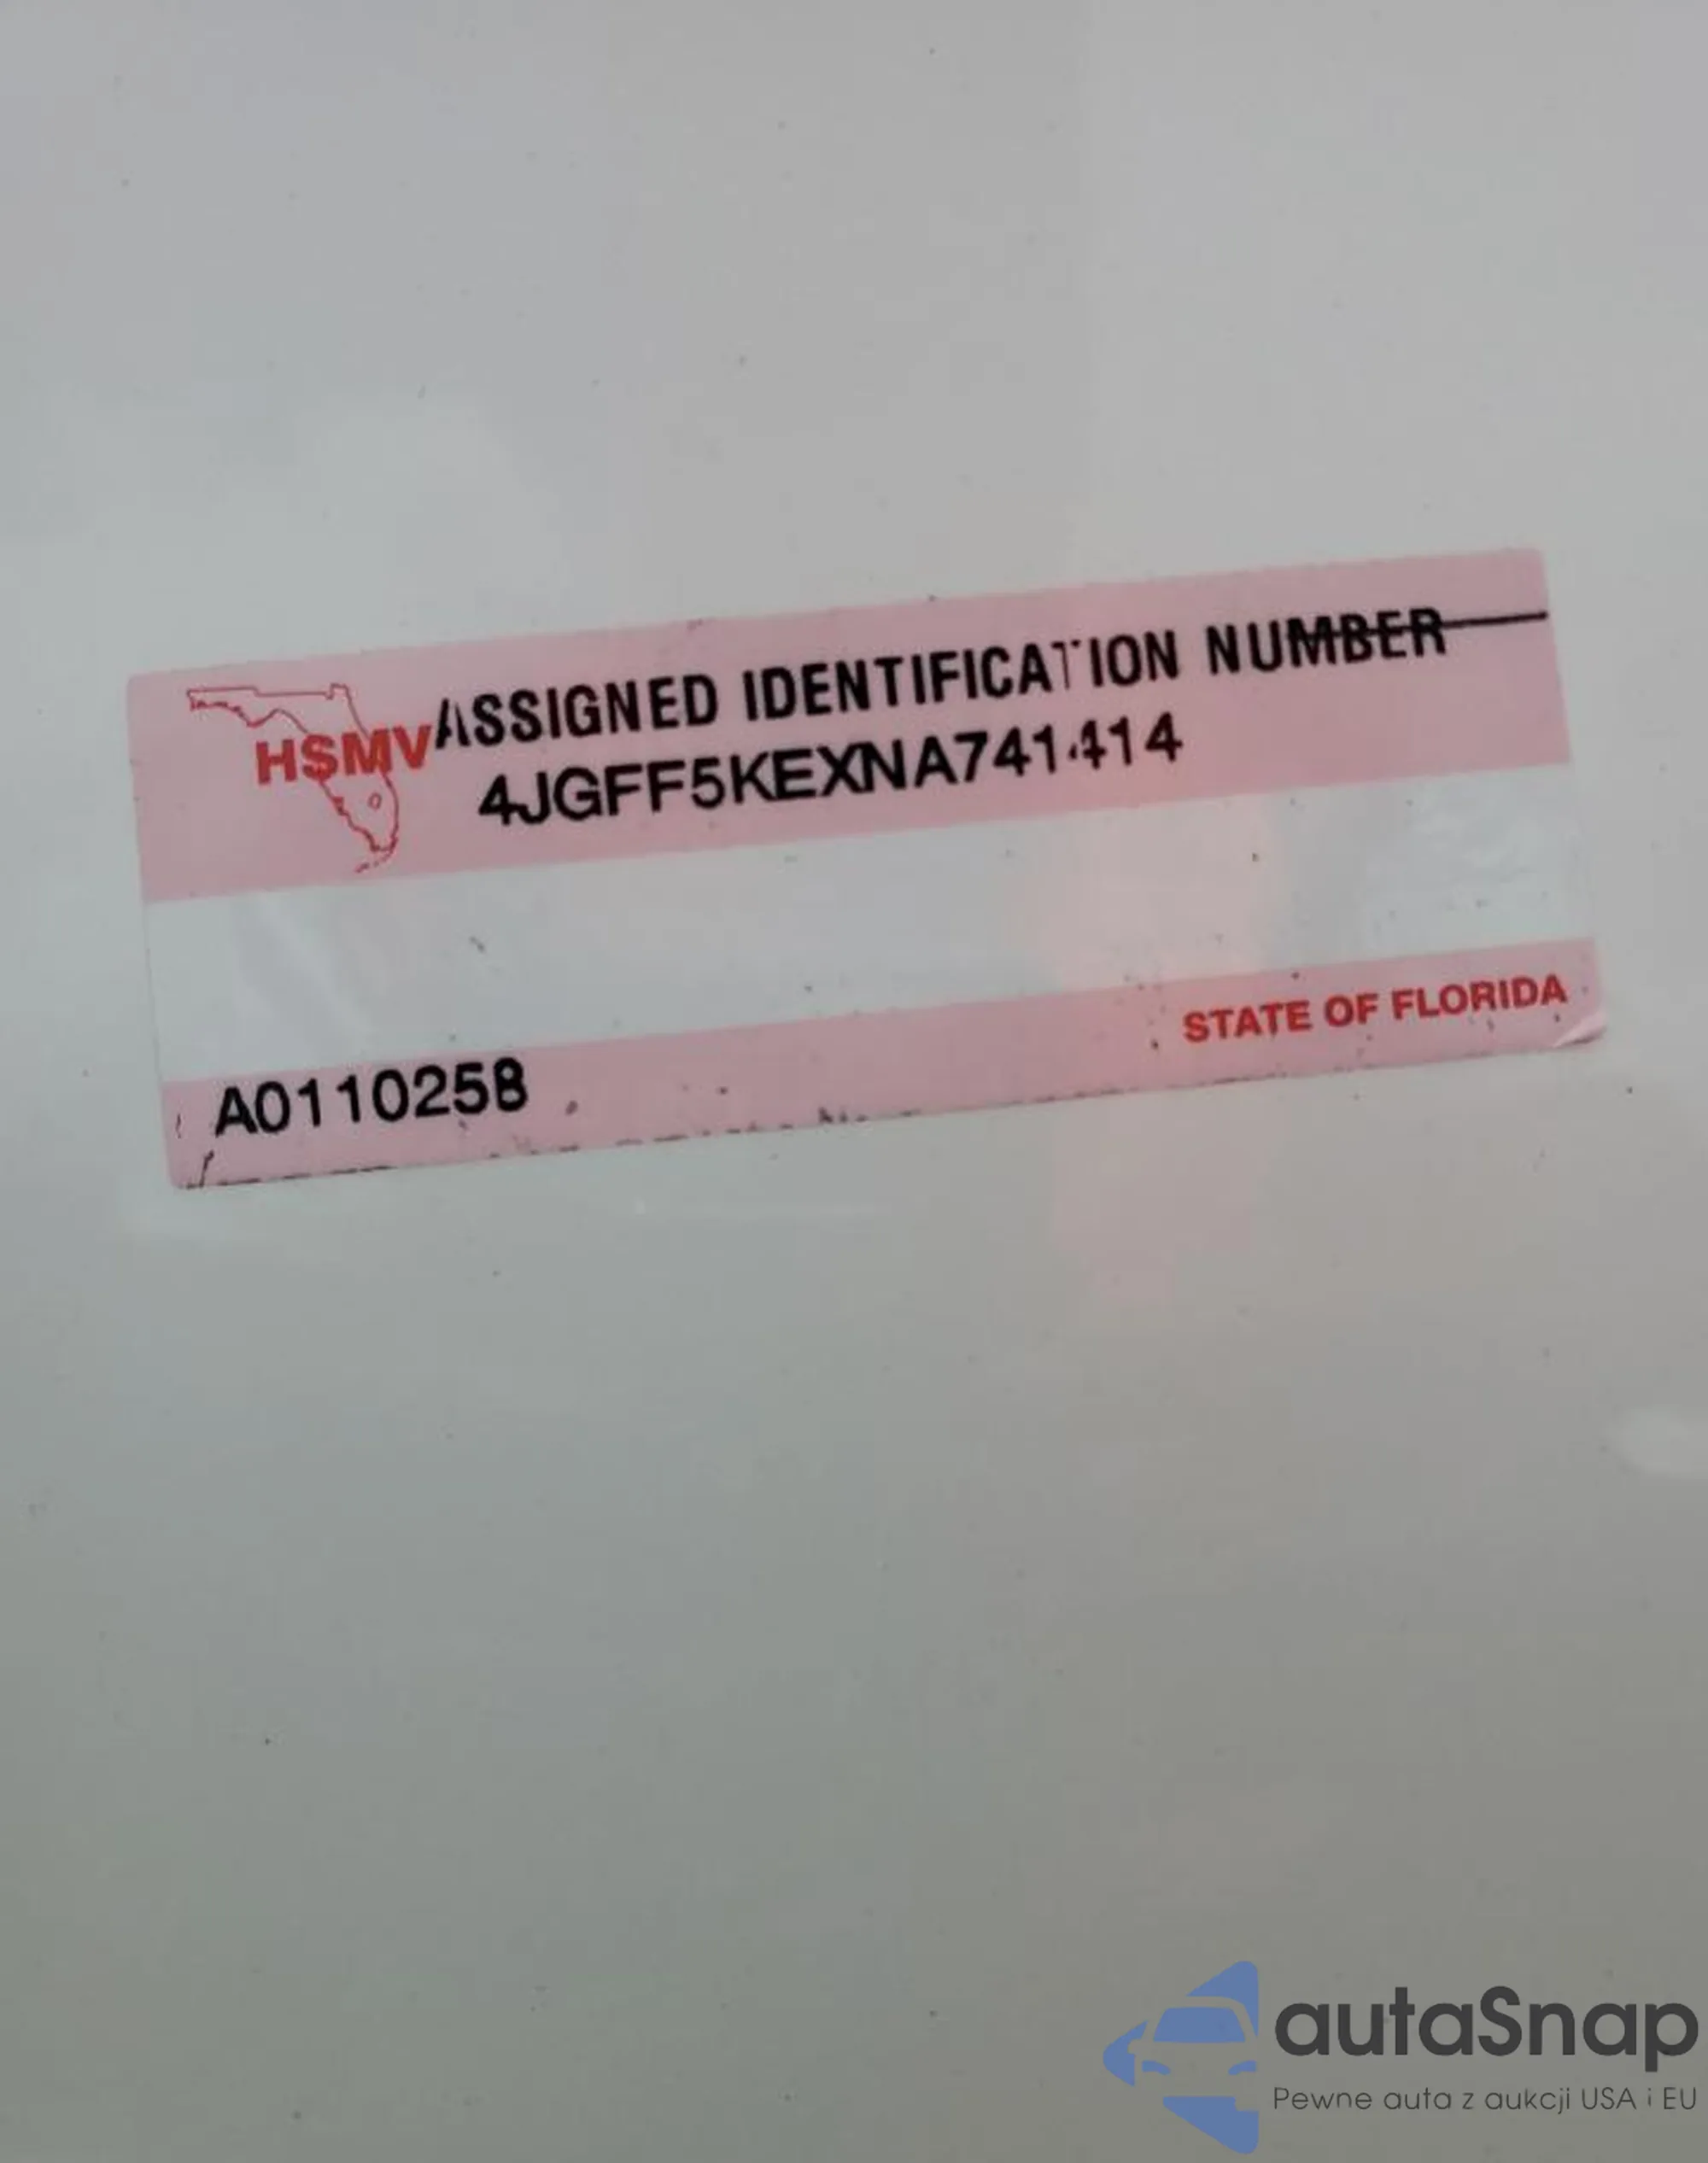 ASSIGNED IDENTIFICATION NUMBER
HSMV
4JGFF5KEXNA741414
STATE OF FLORIDA
A0110258
autaSnap
Pewne auta z aukcji USA i EU